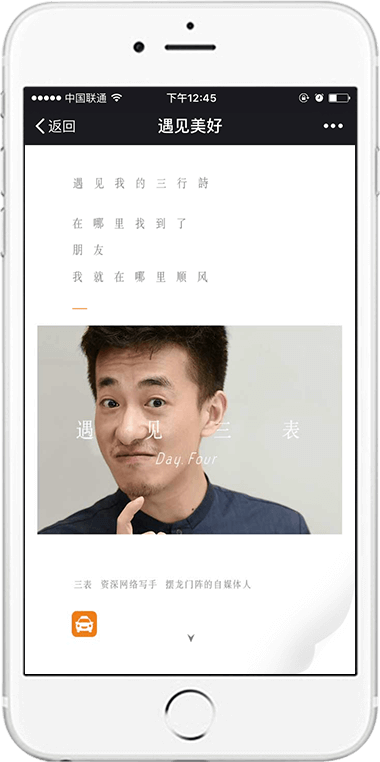 中国联通 下午12:45
返回 遇见美好
遇见我的三行詩
在哪里找到了
朋友
我就在哪里顺风
遇见三表
Day. Four
三表 资深网络写手 摆龙门阵的自媒体人